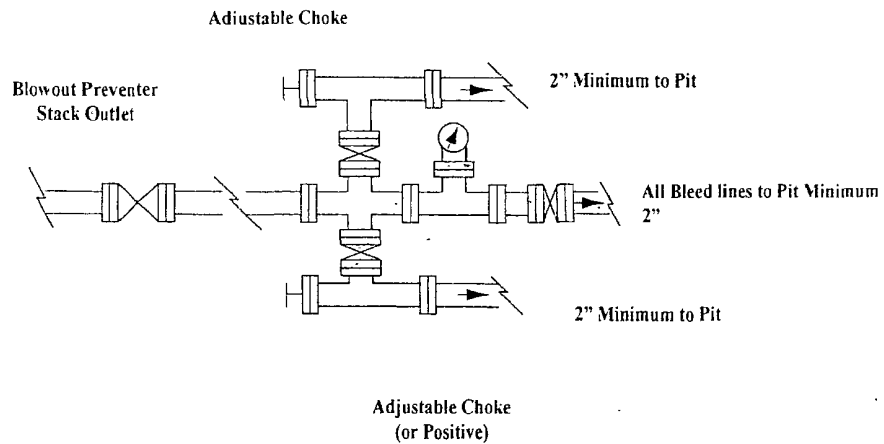 Adjustable Choke
2” Minimum to Pit
Blowout Preventer
Stack Outlet
All Bleed lines to Pit Minimum
2”
2” Minimum to Pit
Adjustable Choke
(or Positive)